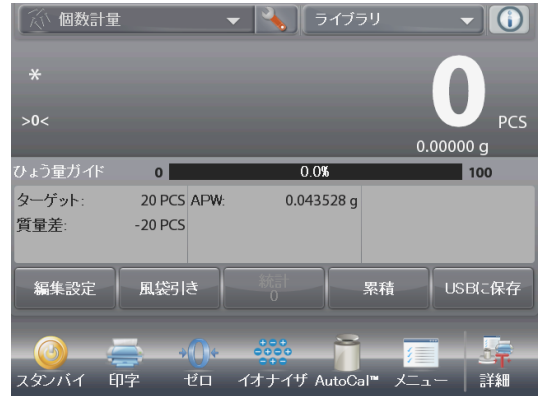 個数計量 ライブラリ
*
0
>0< PCS
0.00000 g
ひょう量ガイド 0 0.0% 100
ターゲット: 20 PCS APW: 0.043528 g
質量差: -20 PCS
編集設定 風袋引き 統計 0 累積 USBに保存
スタンバイ 印字 ゼロ イオナイザ AutoCal™ メニュー 詳細